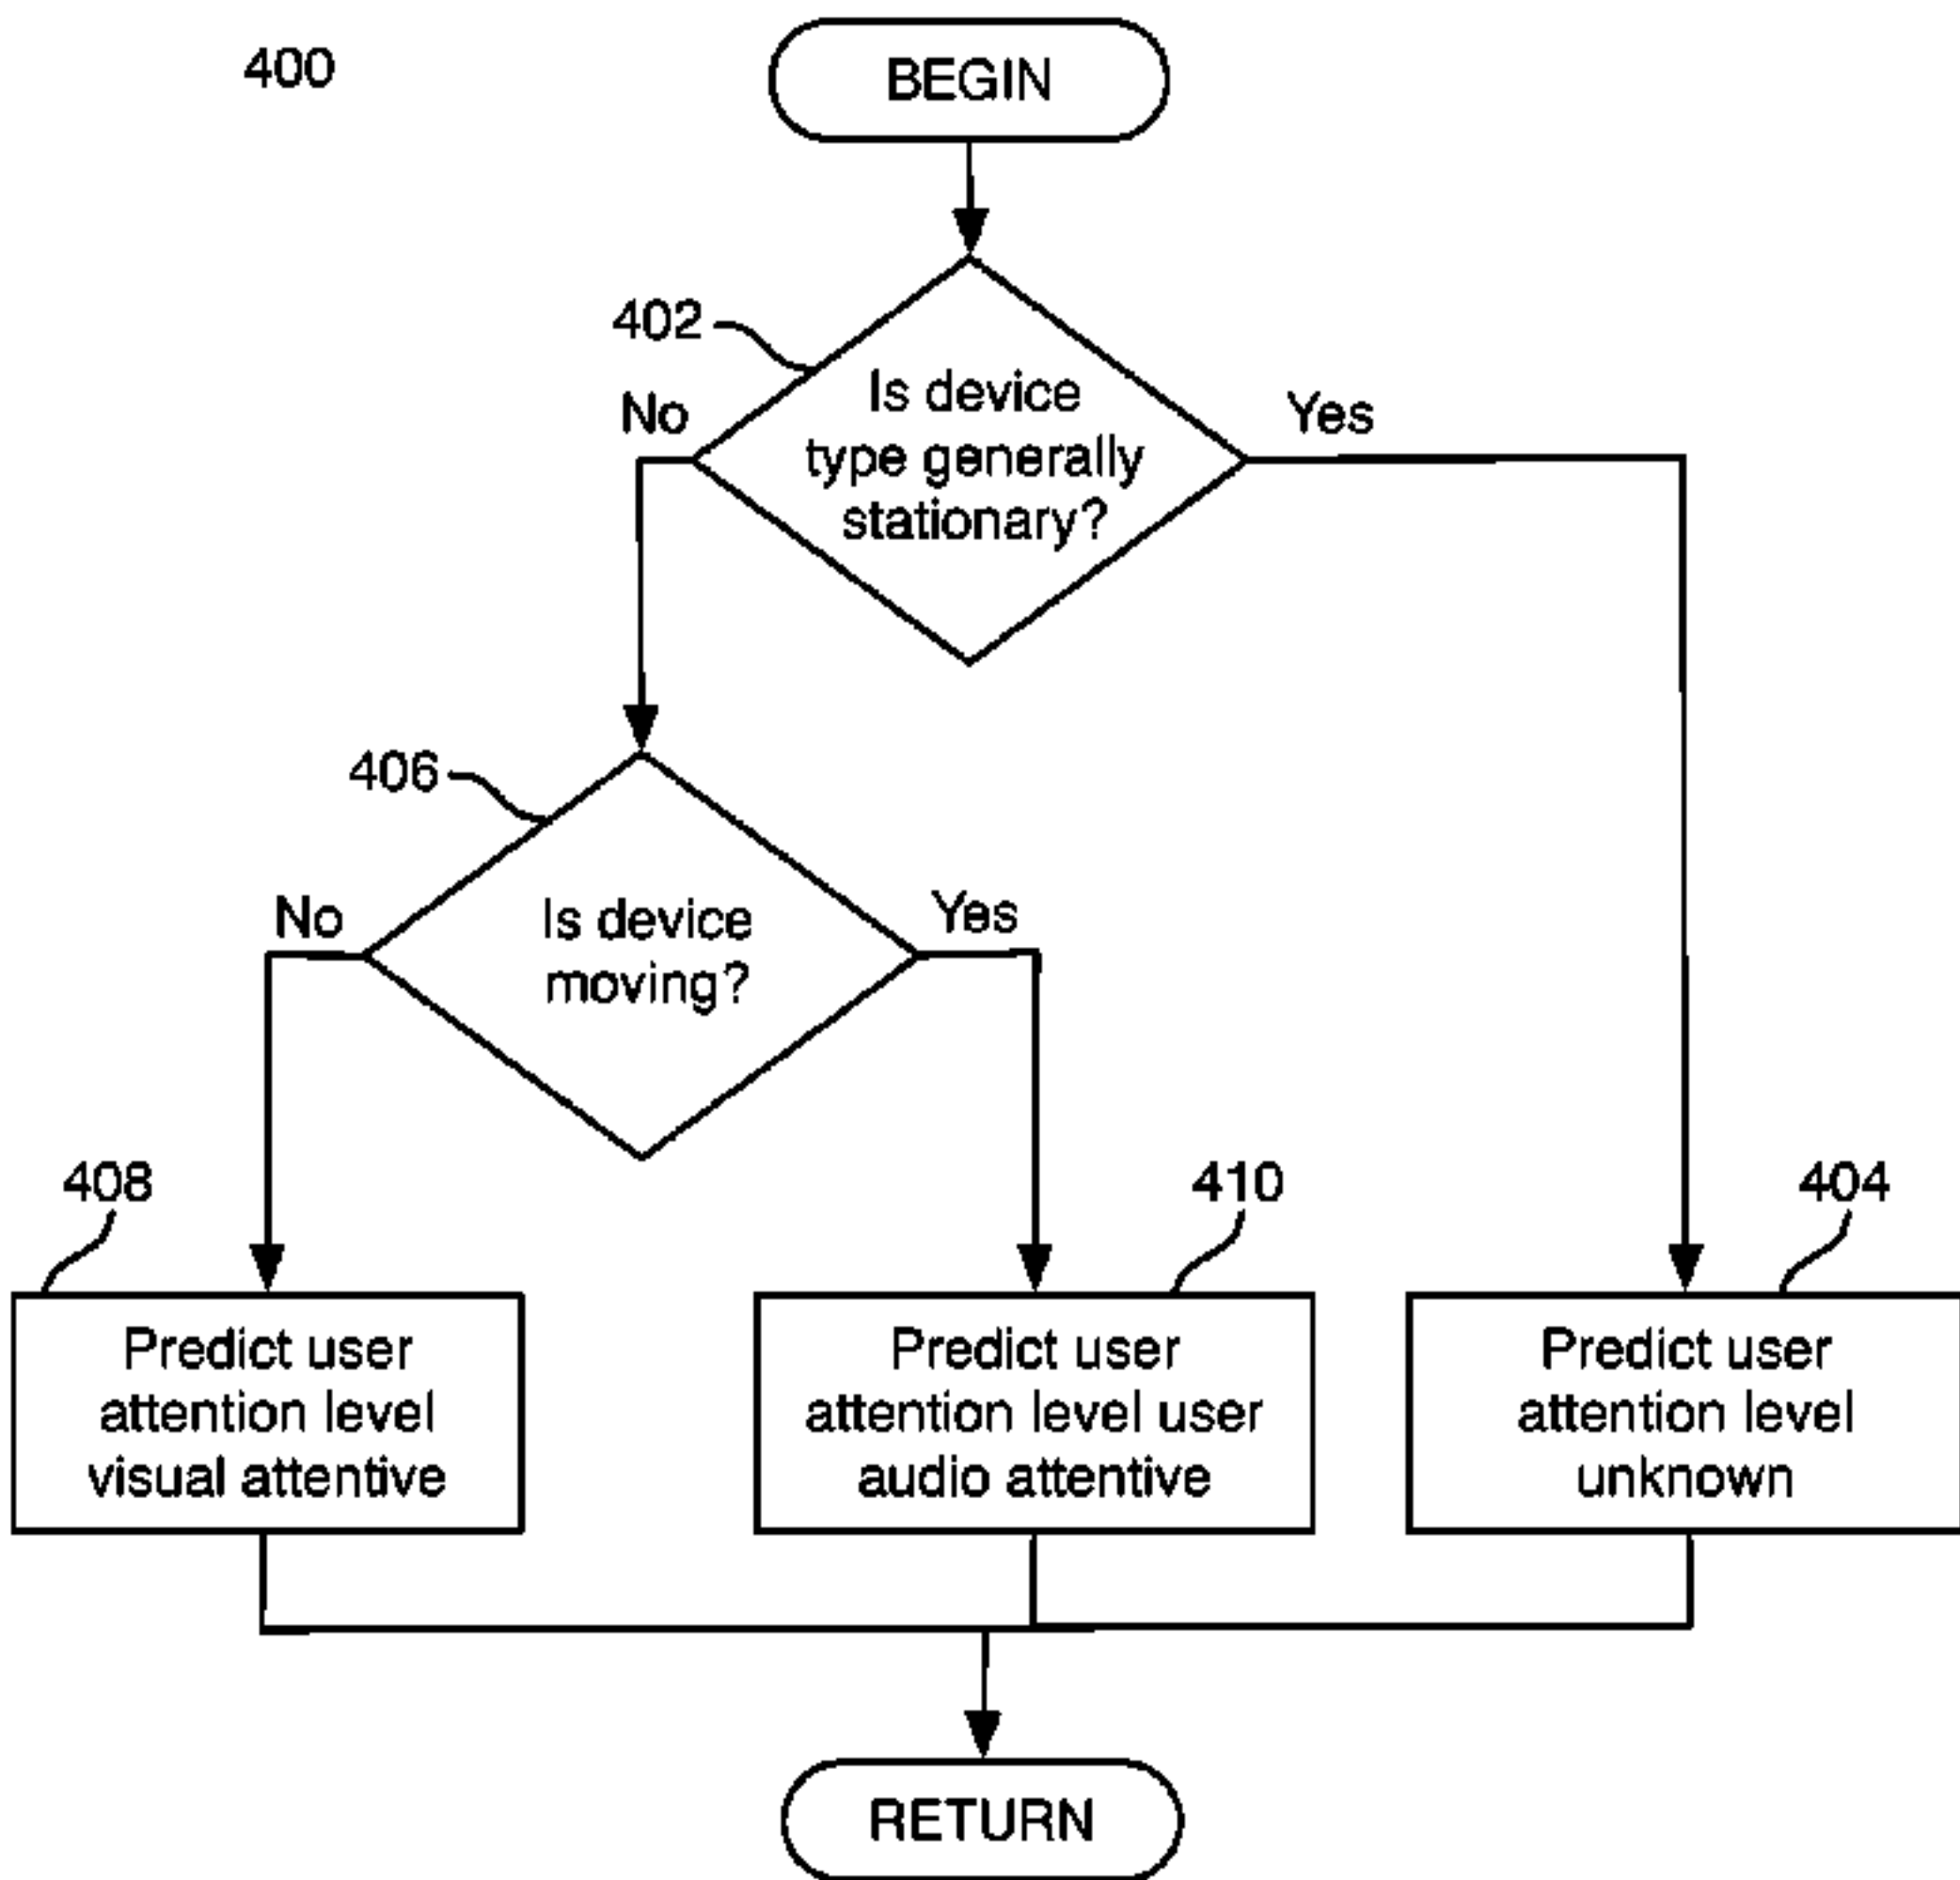 400
BEGIN
402
Is device
type generally
stationary?
No
Yes
406
Is device
moving?
No
Yes
408
410
404
Predict user
attention level
visual attentive
Predict user
attention level user
audio attentive
Predict user
attention level
unknown
RETURN